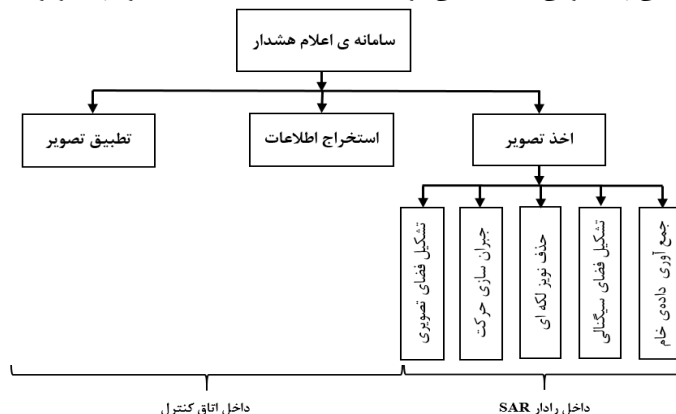 سامانه ی اعلام هشدار
اخذ تصویر
استخراج اطلاعات
تطبیق تصویر
جمع آوری داده‌ی خام
تشکیل فضای سیگنالی
حذف نویز لکه ای
جبران سازی حرکت
تشکیل فضای تصویری
داخل رادار SAR
داخل اتاق کنترل